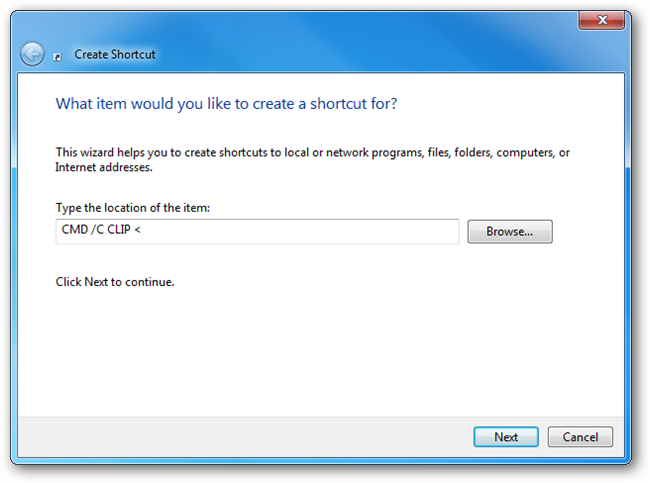 Create Shortcut
What item would you like to create a shortcut for?
This wizard helps you to create shortcuts to local or network programs, files, folders, computers, or
Internet addresses.
Type the location of the item:
CMD /C CLIP <
Browse...
Click Next to continue.
Next
Cancel